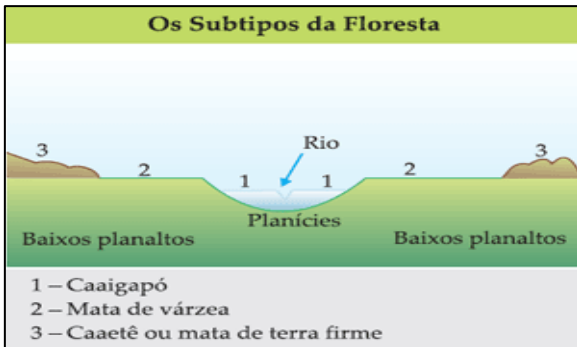 Os Subtipos da Floresta
3
2
1
Rio
1
2
3
Planícies
Baixos planaltos
Baixos planaltos
1 – Caaigapó
2 – Mata de várzea
3 – Caaetê ou mata de terra firme